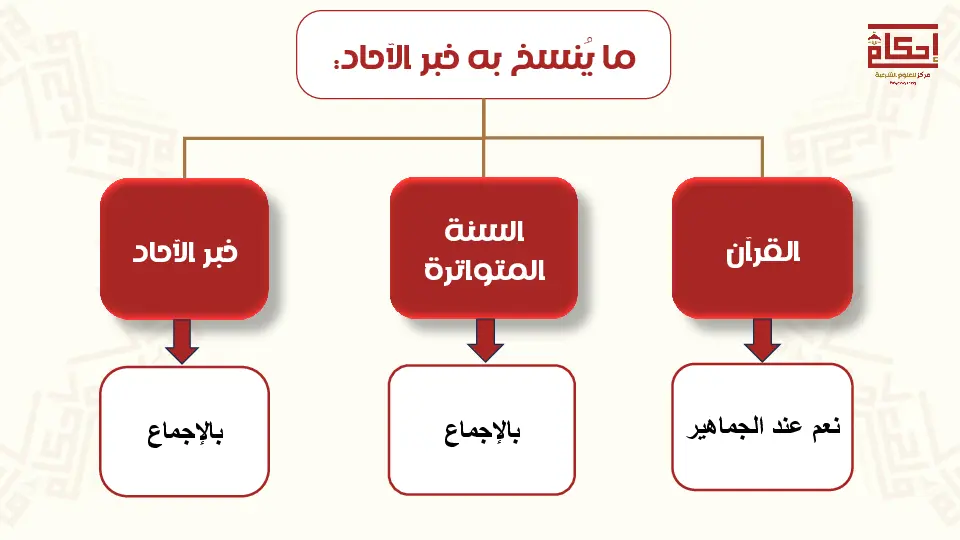 ما يُنسخ به خبر الآحاد:
إحكام
مركز للعلوم الشرعية
القرآن
السنة
المتواترة
خبر الآحاد
نعم عند الجماهير
بالإجماع
بالإجماع